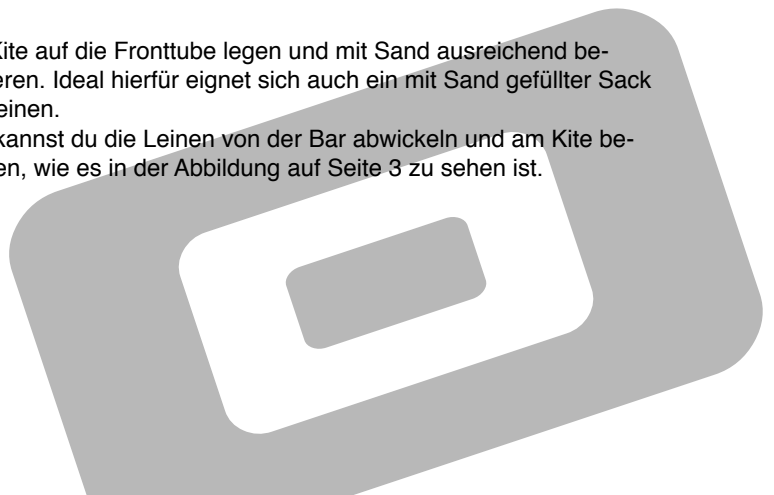 Kite auf die Fronttube legen und mit Sand ausreichend be-
eren. Ideal hierfür eignet sich auch ein mit Sand gefüllter Sack
einen.
kannst du die Leinen von der Bar abwickeln und am Kite be-
en, wie es in der Abbildung auf Seite 3 zu sehen ist.